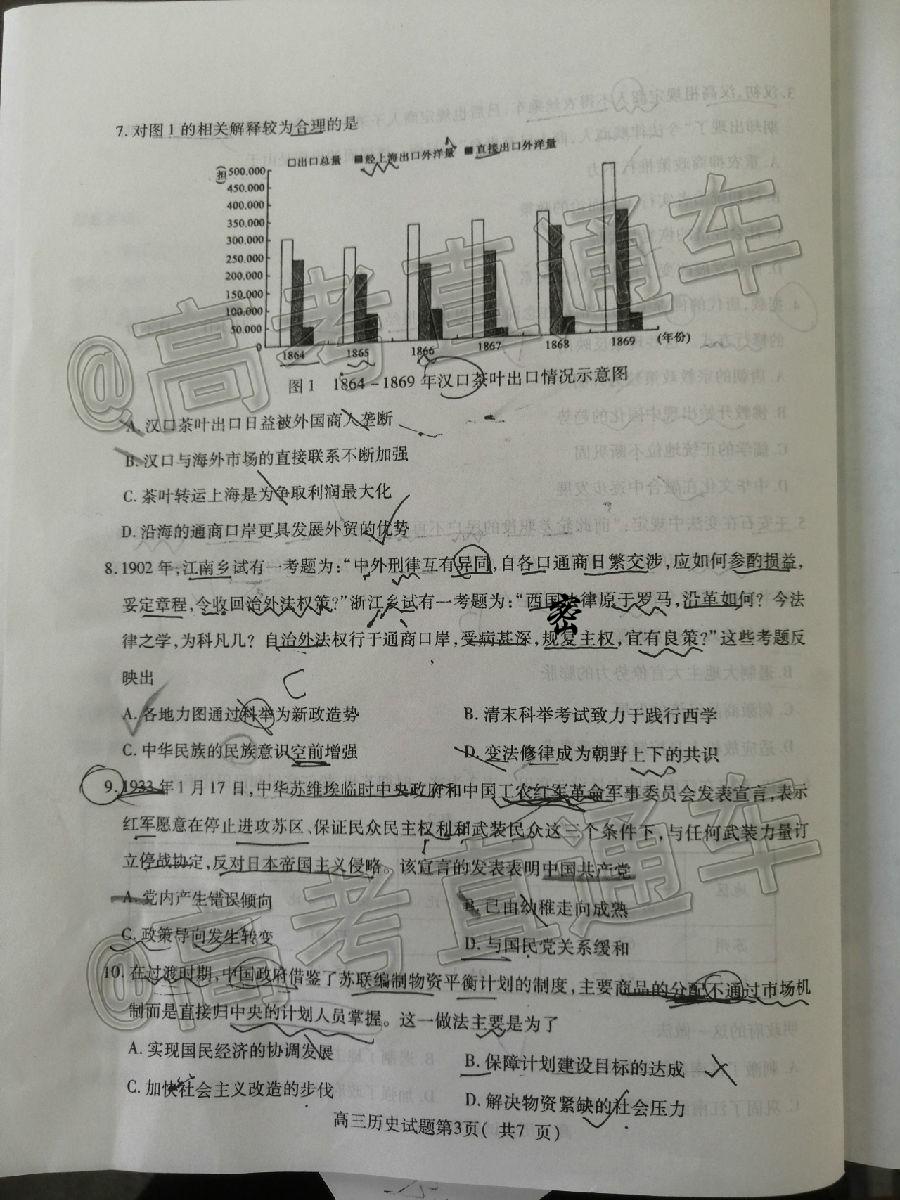 7. 对图1的相关解释较为合理的是
□出口总量 ■经上海出口外洋量 ■直接出口外洋量
(担)
500,000
450,000
400,000
350,000
300,000
250,000
200,000
150,000
100,000
50,000
0
1864 1865 1866 1867 1868 1869 (年份)
图1 1864-1869年汉口茶叶出口情况示意图
A. 汉口茶叶出口日益被外国商人垄断
B. 汉口与海外市场的直接联系不断加强
C. 茶叶转运上海是为争取利润最大化
D. 沿海的通商口岸更具发展外贸的优势
8. 1902年,江南乡试有一考题为:“中外刑律互有异同,自各口通商日繁交涉,应如何参酌损益,
妥定章程,令收回治外法权策?”浙江乡试有一考题为:“西国法律原于罗马,沿革如何?今法
律之学,为科凡几?自治外法权行于通商口岸,受病甚深,规复主权,宜有良策?”这些考题反
映出
C
密
A. 各地力图通过科举为新政造势
B. 清末科举考试致力于践行西学
C. 中华民族的民族意识空前增强
D. 变法修律成为朝野上下的共识
9. 1933年1月17日,中华苏维埃临时中央政府和中国工农红军革命军事委员会发表宣言,表示
红军愿意在停止进攻苏区、保证民众民主权利和武装民众这一个条件下,与任何武装力量订
立停战协定,反对日本帝国主义侵略。该宣言的发表表明中国共产党
A. 党内产生错误倾向
B. 已由幼稚走向成熟
C. 政策导向发生转变
D. 与国民党关系缓和
10. 在过渡时期,中国政府借鉴了苏联编制物资平衡计划的制度,主要商品的分配不通过市场机
制而是直接归中央的计划人员掌握。这一做法主要是为了
A. 实现国民经济的协调发展
B. 保障计划建设目标的达成
C. 加快社会主义改造的步伐
D. 解决物资紧缺的社会压力
高三历史试题第3页(共7页)
@高考直通车
@高考直通车